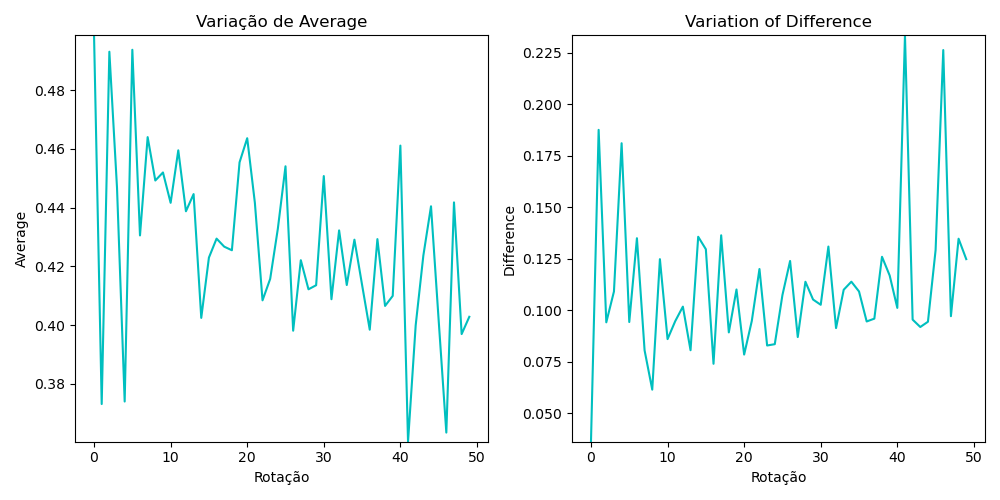 Variação de Average
Average
0.48
0.46
0.44
0.42
0.40
0.38
0 10 20 30 40 50
Rotação
Variation of Difference
Difference
0.225
0.200
0.175
0.150
0.125
0.100
0.075
0.050
0 10 20 30 40 50
Rotação